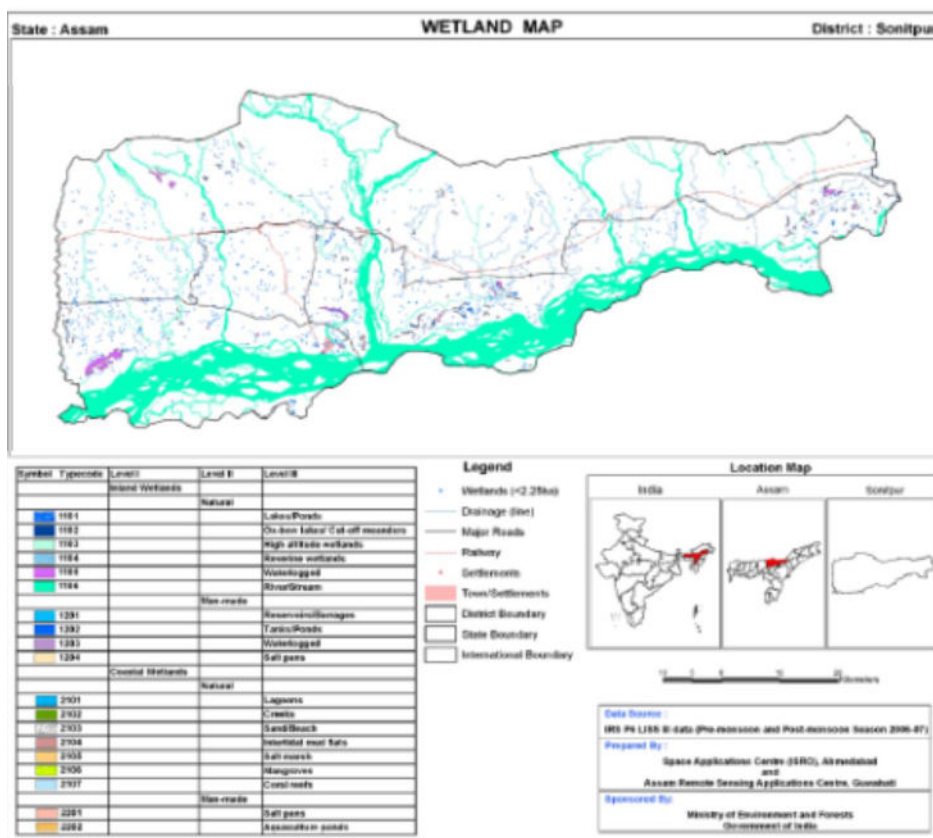 State : Assam
WETLAND MAP
District : Sonitpur
Symbol Typecode Level I Level II Level III
Inland Wetlands
Natural
1101 Lakes/Ponds
1102 Ox-bow lakes/ Cut-off meanders
1103 High altitude wetlands
1104 Riverine wetlands
1105 Waterlogged
1106 River/Stream
Man-made
1201 Reservoirs/Barrages
1202 Tanks/Ponds
1203 Waterlogged
1204 Salt pans
Coastal Wetlands
Natural
2101 Lagoons
2102 Creeks
2103 Sand/Beach
2104 Intertidal mud flats
2105 Salt marsh
2106 Mangroves
2107 Coral reefs
Man-made
2201 Salt pans
2202 Aquaculture ponds
Legend
Wetlands (<2.25ha)
Drainage (line)
Major Roads
Railway
Settlements
Town/Settlements
District Boundary
State Boundary
International Boundary
Location Map
India
Assam
Sonitpur
10 5 0 10 20
Kilometers
Data Source :
IRS P6 LISS III data (Pre-monsoon and Post-monsoon Season 2006-07)
Prepared By :
Space Applications Centre (ISRO), Ahmedabad
and
Assam Remote Sensing Applications Centre, Guwahati
Sponsored By:
Ministry of Environment and Forests
Government of India